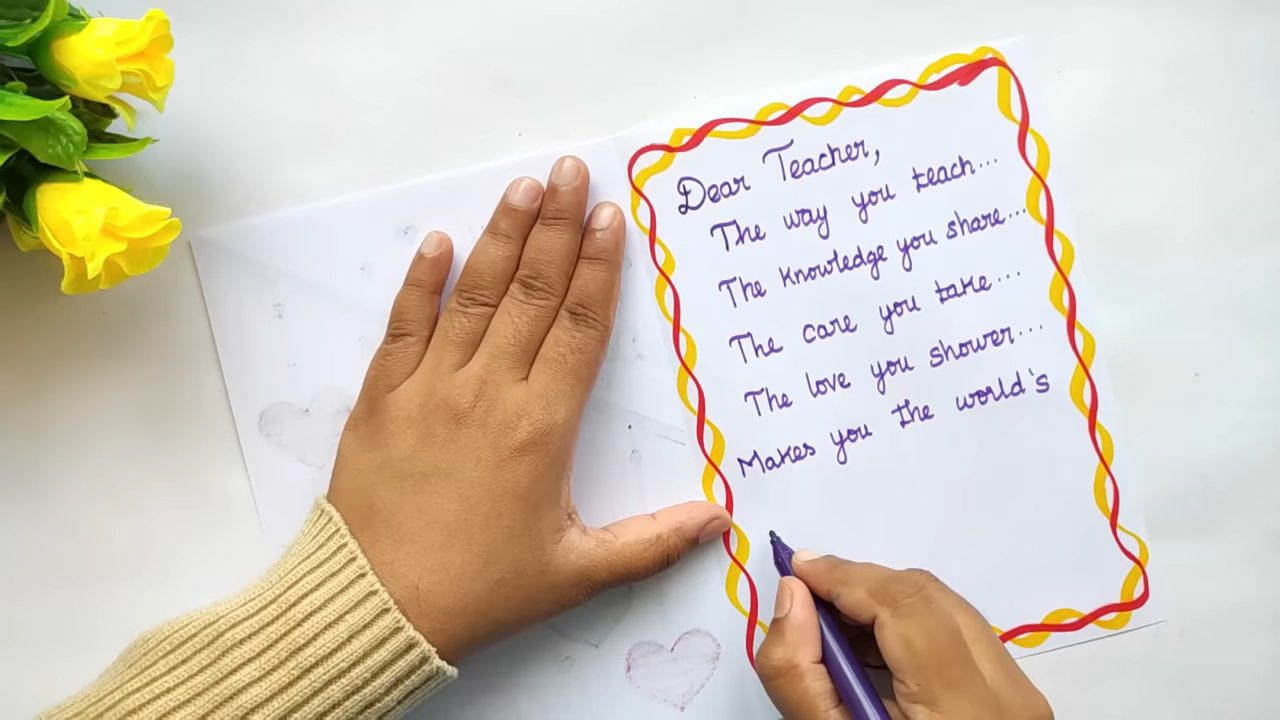 Dear Teacher,
The way you teach...
The knowledge you share...
The care you take...
The love you shower...
Makes you the world's